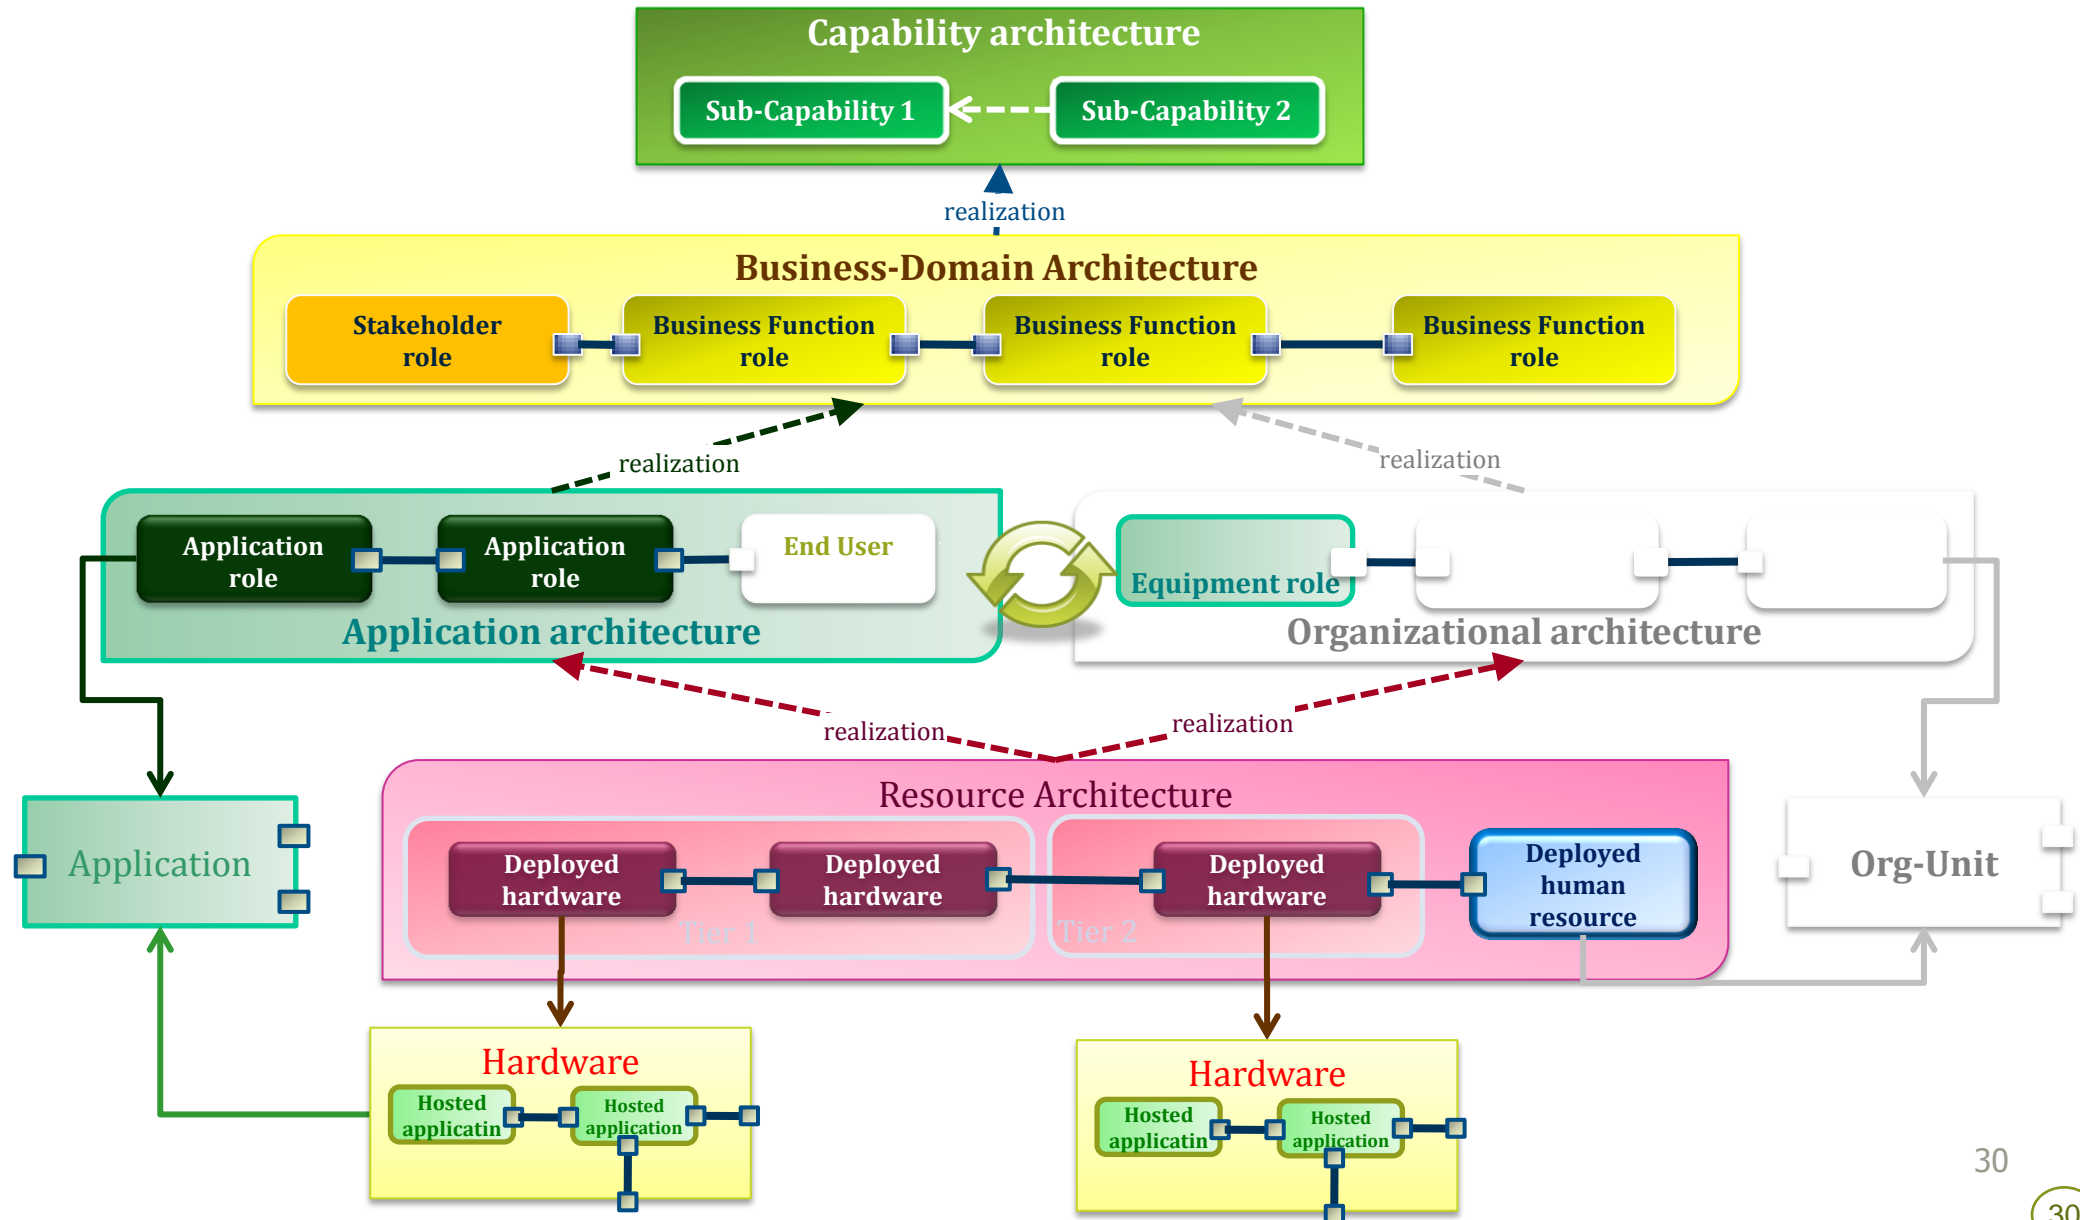 Capability architecture
Sub-Capability 1
Sub-Capability 2
realization
Business-Domain Architecture
Stakeholder
role
Business Function
role
Business Function
role
Business Function
role
realization
realization
Application
role
Application
role
End User
Application architecture
Equipment role
Organizational architecture
realization
realization
Resource Architecture
Deployed
hardware
Deployed
hardware
Tier 1
Deployed
hardware
Tier 2
Deployed
human
resource
Application
Org-Unit
Hardware
Hosted
applicatin
Hosted
application
Hardware
Hosted
applicatin
Hosted
application
30
30